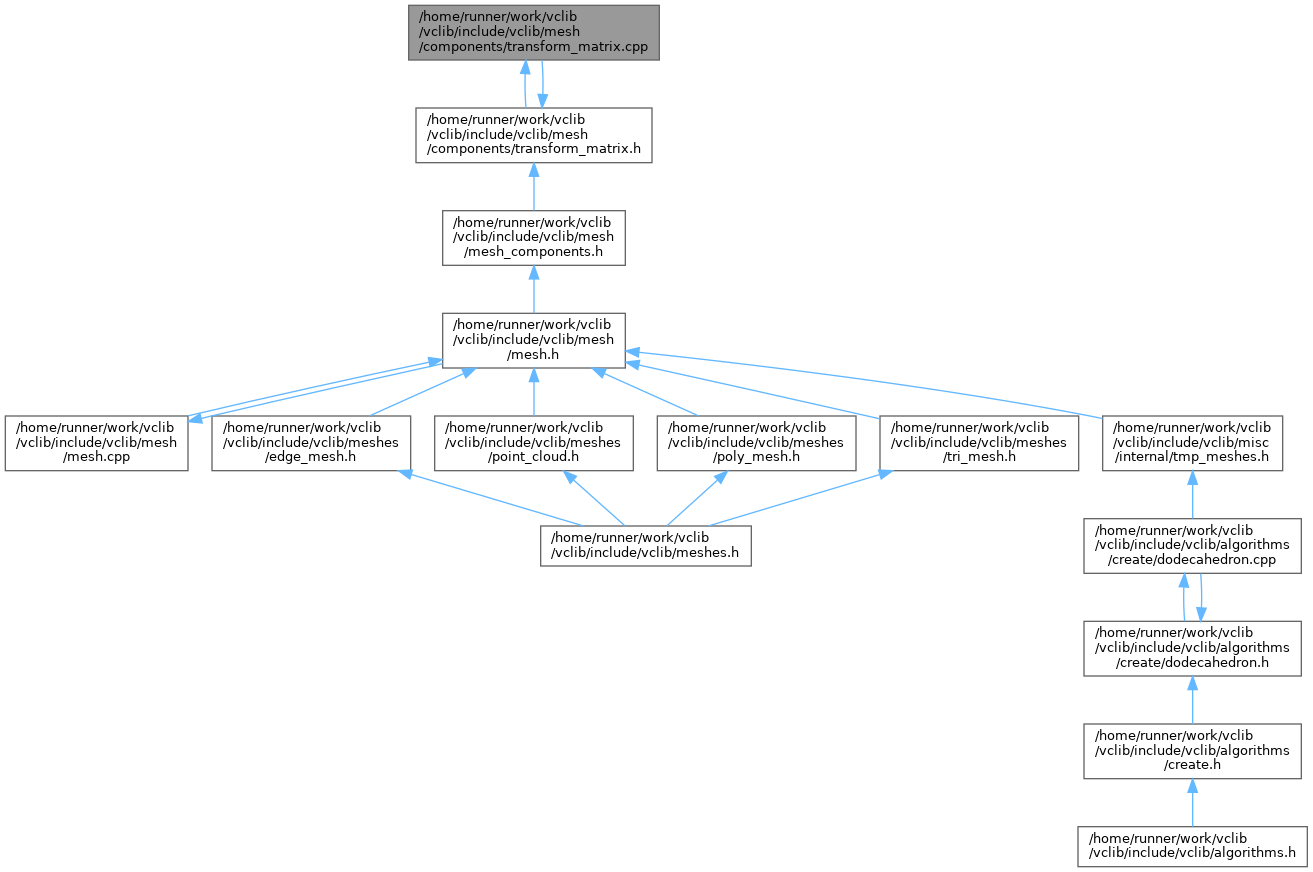 /home/runner/work/vclib
/vclib/include/vclib/mesh
/components/transform_matrix.cpp
/home/runner/work/vclib
/vclib/include/vclib/mesh
/components/transform_matrix.h
/home/runner/work/vclib
/vclib/include/vclib/mesh
/mesh_components.h
/home/runner/work/vclib
/vclib/include/vclib/mesh
/mesh.h
/home/runner/work/vclib
/vclib/include/vclib/mesh
/mesh.cpp
/home/runner/work/vclib
/vclib/include/vclib/meshes
/edge_mesh.h
/home/runner/work/vclib
/vclib/include/vclib/meshes
/point_cloud.h
/home/runner/work/vclib
/vclib/include/vclib/meshes
/poly_mesh.h
/home/runner/work/vclib
/vclib/include/vclib/meshes
/tri_mesh.h
/home/runner/work/vclib
/vclib/include/vclib/misc
/internal/tmp_meshes.h
/home/runner/work/vclib
/vclib/include/vclib/meshes.h
/home/runner/work/vclib
/vclib/include/vclib/algorithms
/create/dodecahedron.cpp
/home/runner/work/vclib
/vclib/include/vclib/algorithms
/create/dodecahedron.h
/home/runner/work/vclib
/vclib/include/vclib/algorithms
/create.h
/home/runner/work/vclib
/vclib/include/vclib/algorithms.h